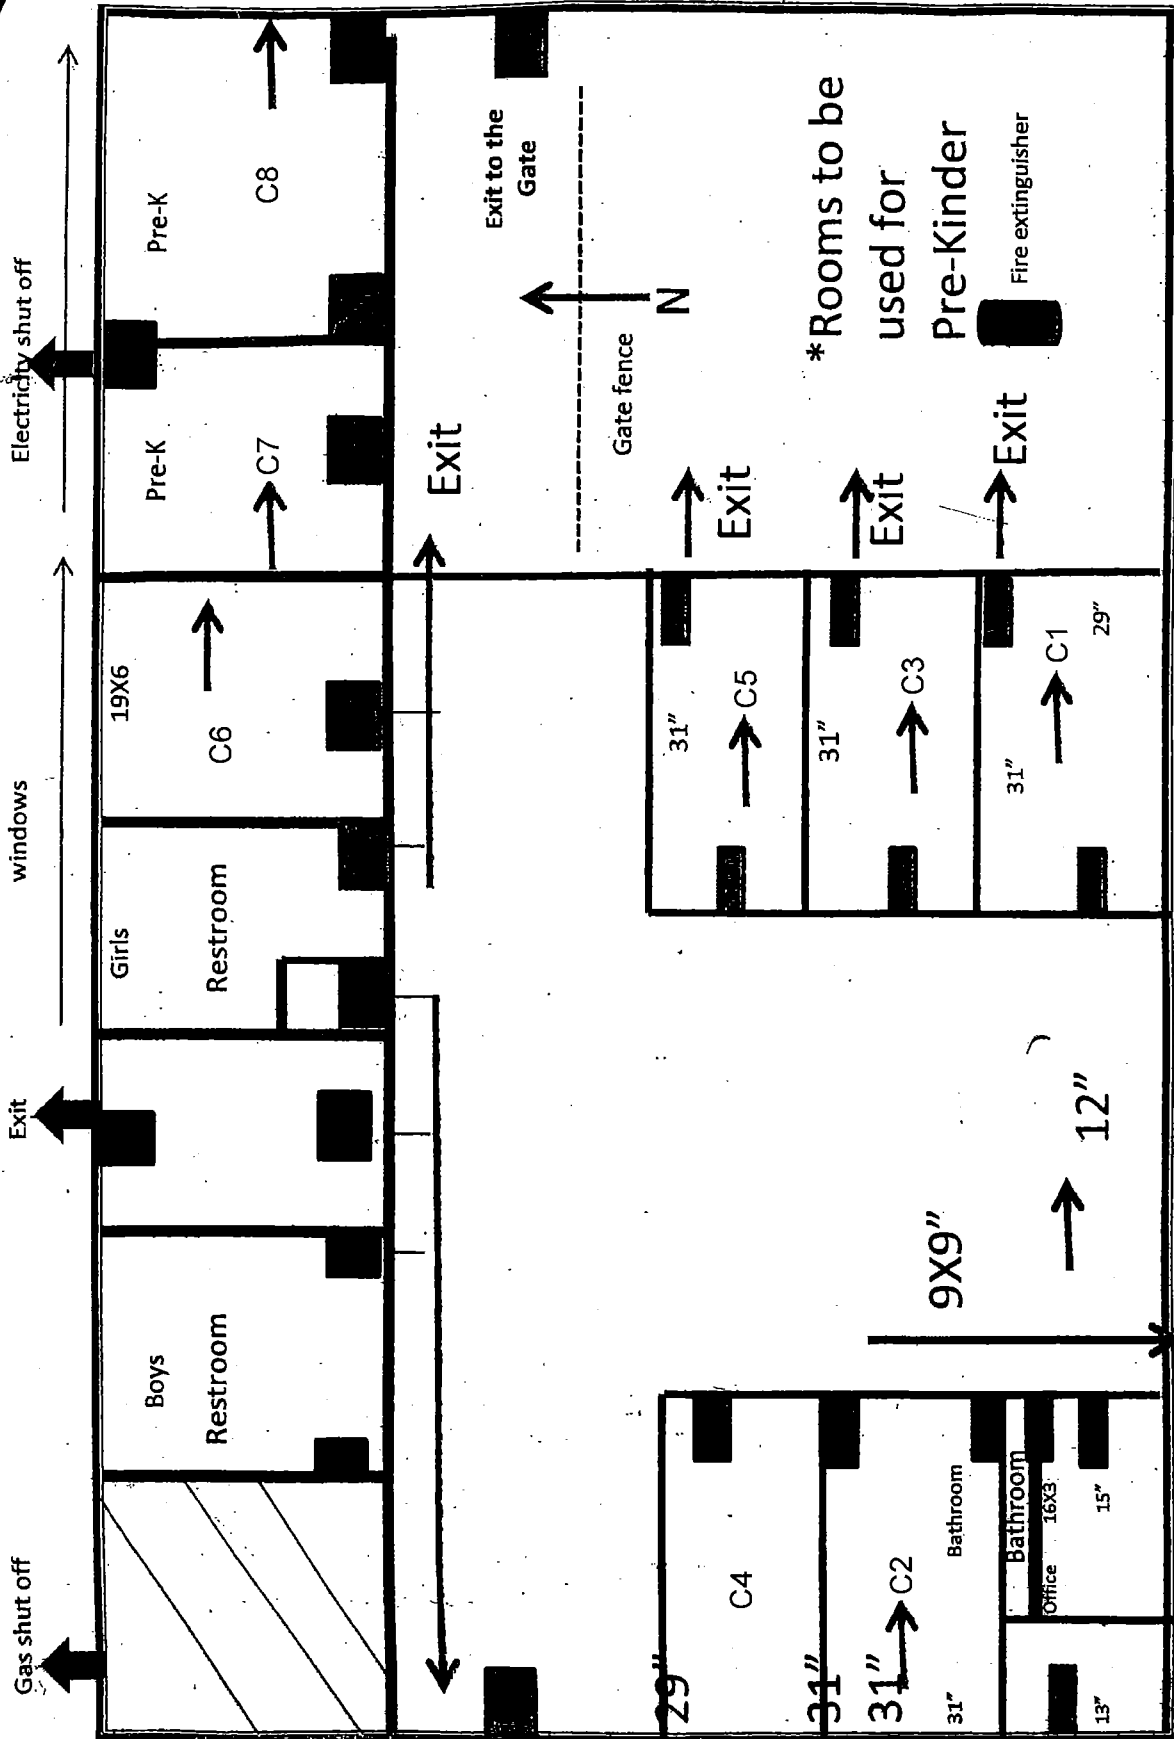 Gas shut off
Exit
windows
Electricity shut off
Boys
Restroom
Girls
Restroom
19X6
C6
Pre-K
C7
Pre-K
C8
Exit
Exit to the
Gate
Gate fence
N
C4
29”
31”
C2
31”
31”
Bathroom
Bathroom
Office
16X3
15”
13”
9X9”
12”
31”
C5
Exit
31”
C3
Exit
31”
C1
29”
Exit
*Rooms to be
used for
Pre-Kinder
Fire extinguisher